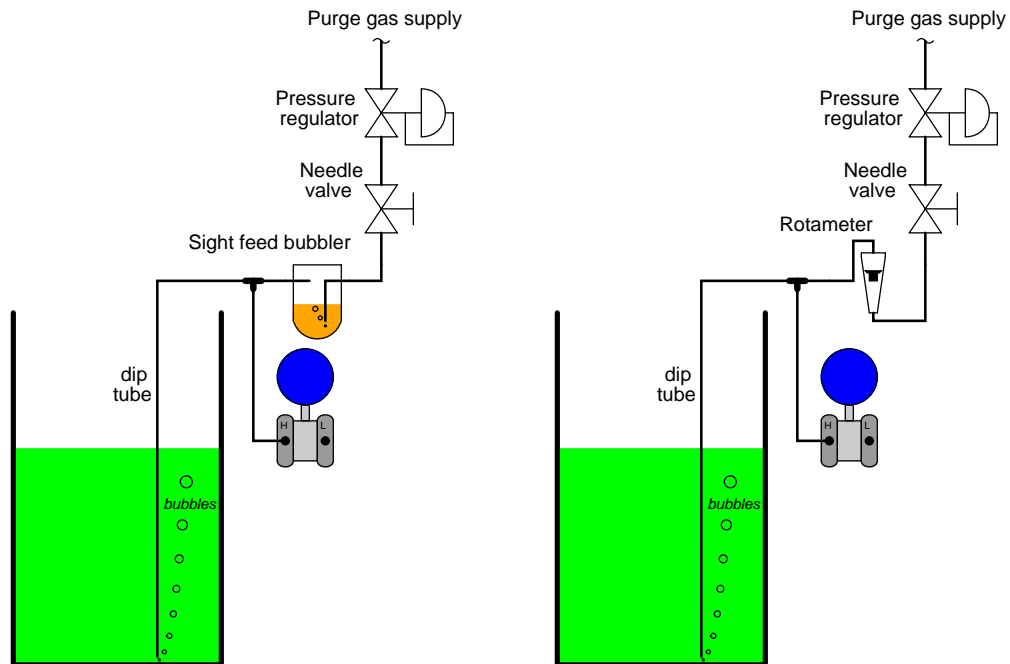 Purge gas supply
Pressure
regulator
Needle
valve
Sight feed bubbler
dip
tube
H L
bubbles
Purge gas supply
Pressure
regulator
Needle
valve
Rotameter
dip
tube
H L
bubbles